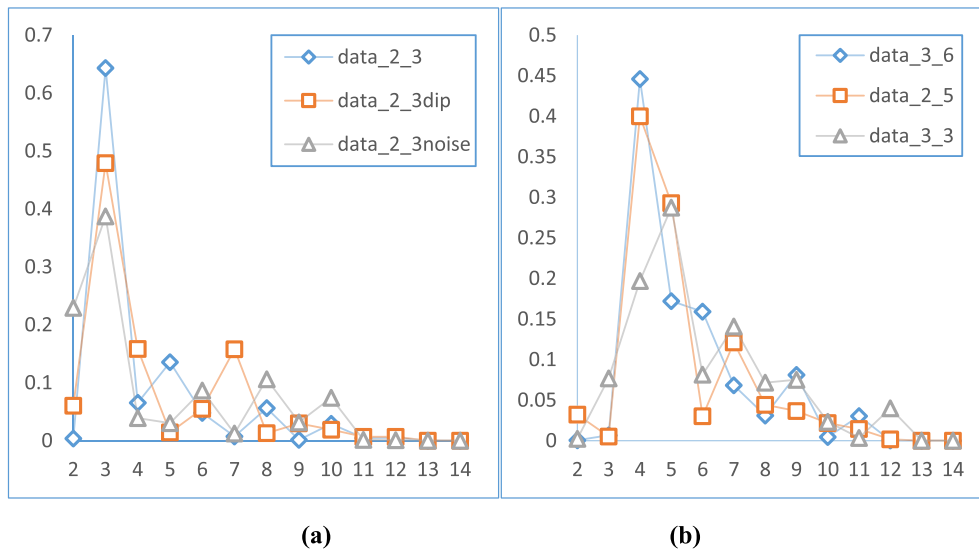 0.7
0.6
0.5
0.4
0.3
0.2
0.1
0
2 3 4 5 6 7 8 9 10 11 12 13 14
data_2_3
data_2_3dip
data_2_3noise
(a)
0.5
0.45
0.4
0.35
0.3
0.25
0.2
0.15
0.1
0.05
0
2 3 4 5 6 7 8 9 10 11 12 13 14
data_3_6
data_2_5
data_3_3
(b)